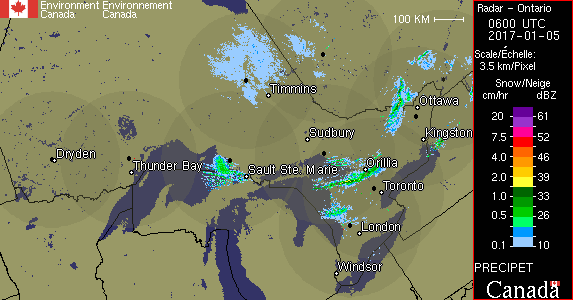 Environment Environnement
Canada Canada
100 KM
Timmins
Ottawa
Sudbury
Kingston
Dryden
Thunder Bay
Sault Ste. Marie
Orillia
Toronto
London
Windsor
Radar - Ontario
0600 UTC
2017-01-05
Scale/Échelle:
3.5 km/Pixel
Snow/Neige
cm/hr dBZ
20 61
7.5 52
4.0 46
2.0 39
1.0 33
0.5 26
0.1 10
PRECIPET
Canada